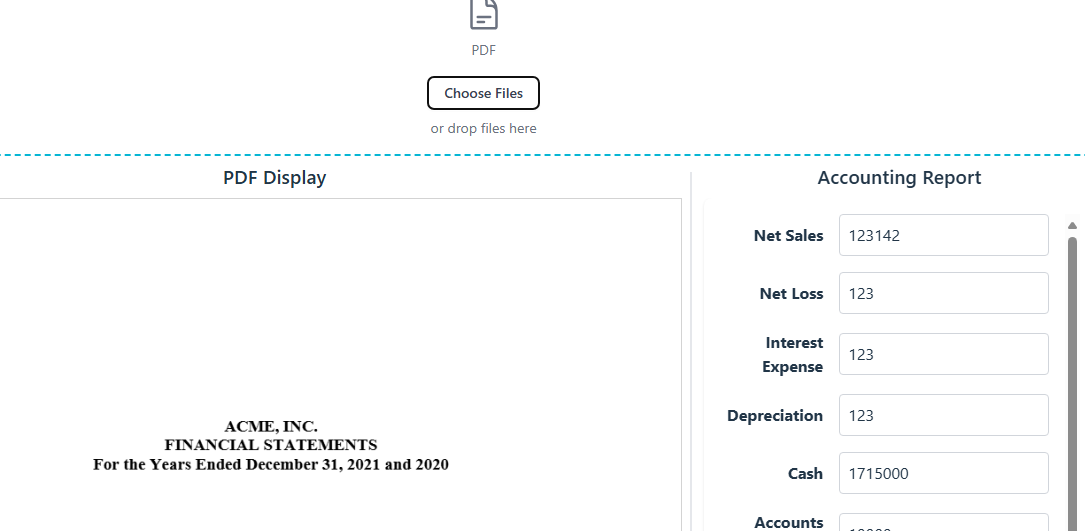 PDF
Choose Files
or drop files here
PDF Display
Accounting Report
ACME, INC.
FINANCIAL STATEMENTS
For the Years Ended December 31, 2021 and 2020
Net Sales
123142
Net Loss
123
Interest
Expense
123
Depreciation
123
Cash
1715000
Accounts